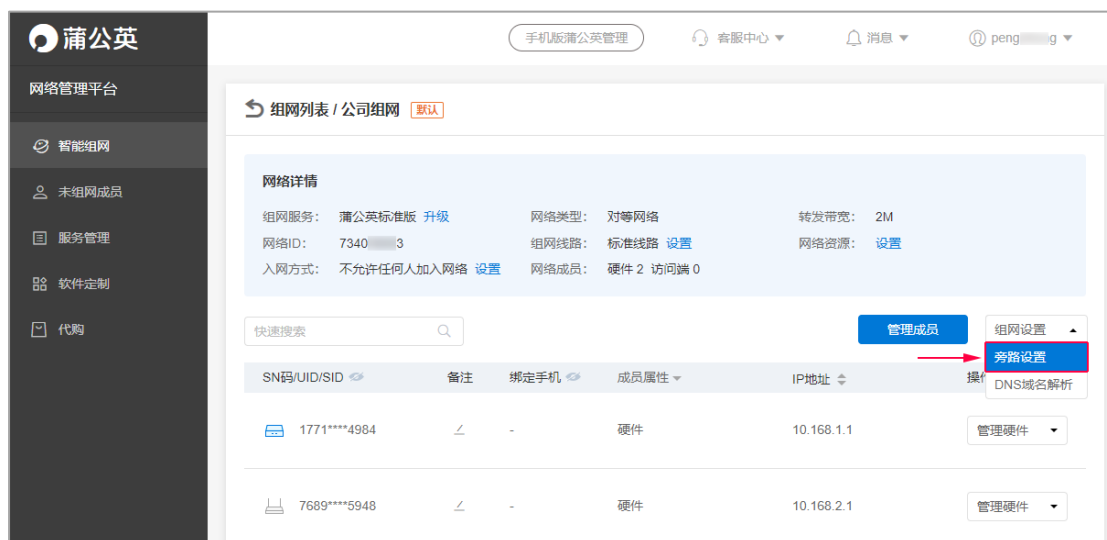 蒲公英
手机版蒲公英管理 客服中心 消息 peng g
网络管理平台
组网列表 / 公司组网 默认
智能组网
未组网成员
服务管理
软件定制
代购
网络详情
组网服务: 蒲公英标准版 升级 网络类型: 对等网络 转发带宽: 2M
网络ID: 7340 3 组网线路: 标准线路 设置 网络资源: 设置
入网方式: 不允许任何人加入网络 设置 网络成员: 硬件 2 访问端 0
快速搜索 管理成员 组网设置
旁路设置
DNS域名解析
SN码/UID/SID 备注 绑定手机 成员属性 IP地址
1771****4984 - 硬件 10.168.1.1 管理硬件
7689****5948 - 硬件 10.168.2.1 管理硬件